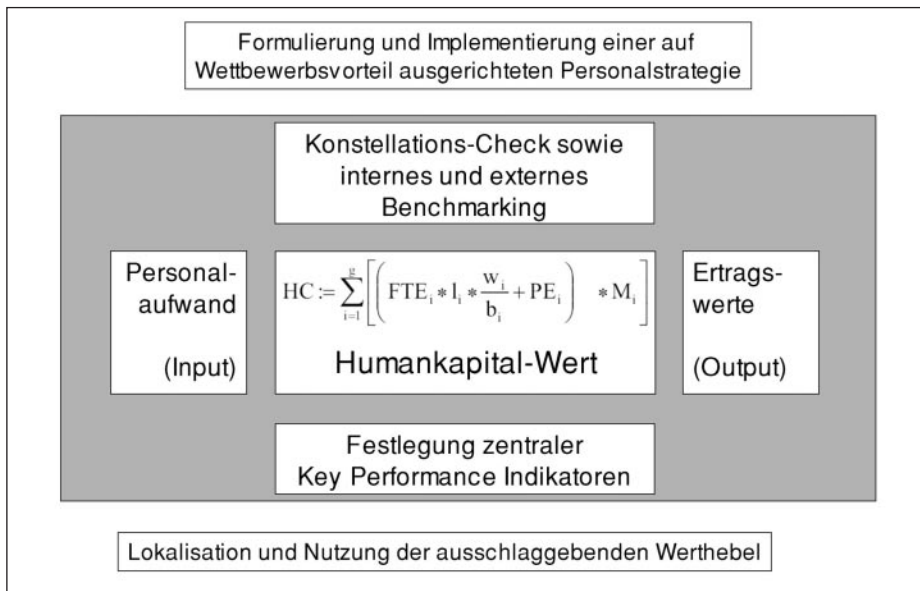 Formulierung und Implementierung einer auf
Wettbewerbsvorteil ausgerichteten Personalstrategie
Konstellations-Check sowie
internes und externes
Benchmarking
Personal-
aufwand
(Input)
HC := \sum_{i=1}^{g} [ ( FTE_i * l_i * \frac{w_i}{b_i} + PE_i ) * M_i ]
Humankapital-Wert
Ertrags-
werte
(Output)
Festlegung zentraler
Key Performance Indikatoren
Lokalisation und Nutzung der ausschlaggebenden Werthebel